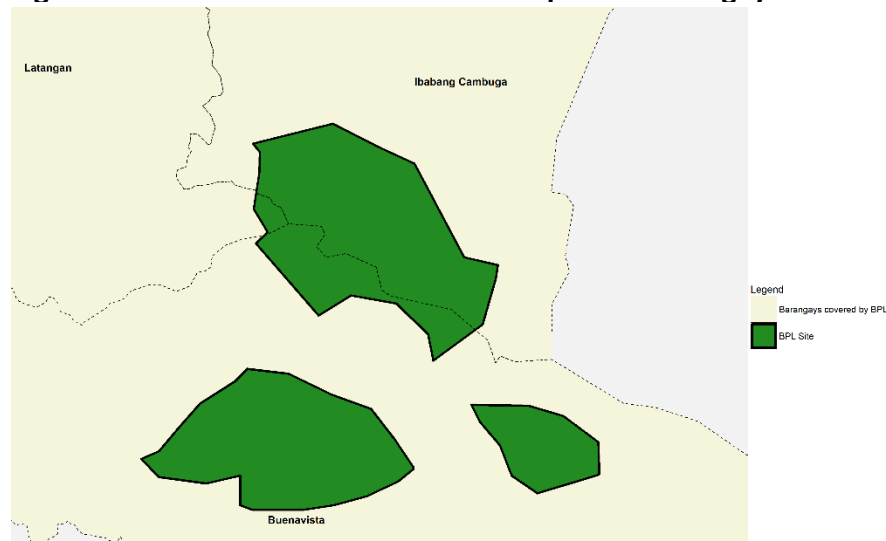 Latangan
Ibabang Cambuga
Buenavista
Legend
Barangays covered by BPL
BPL Site